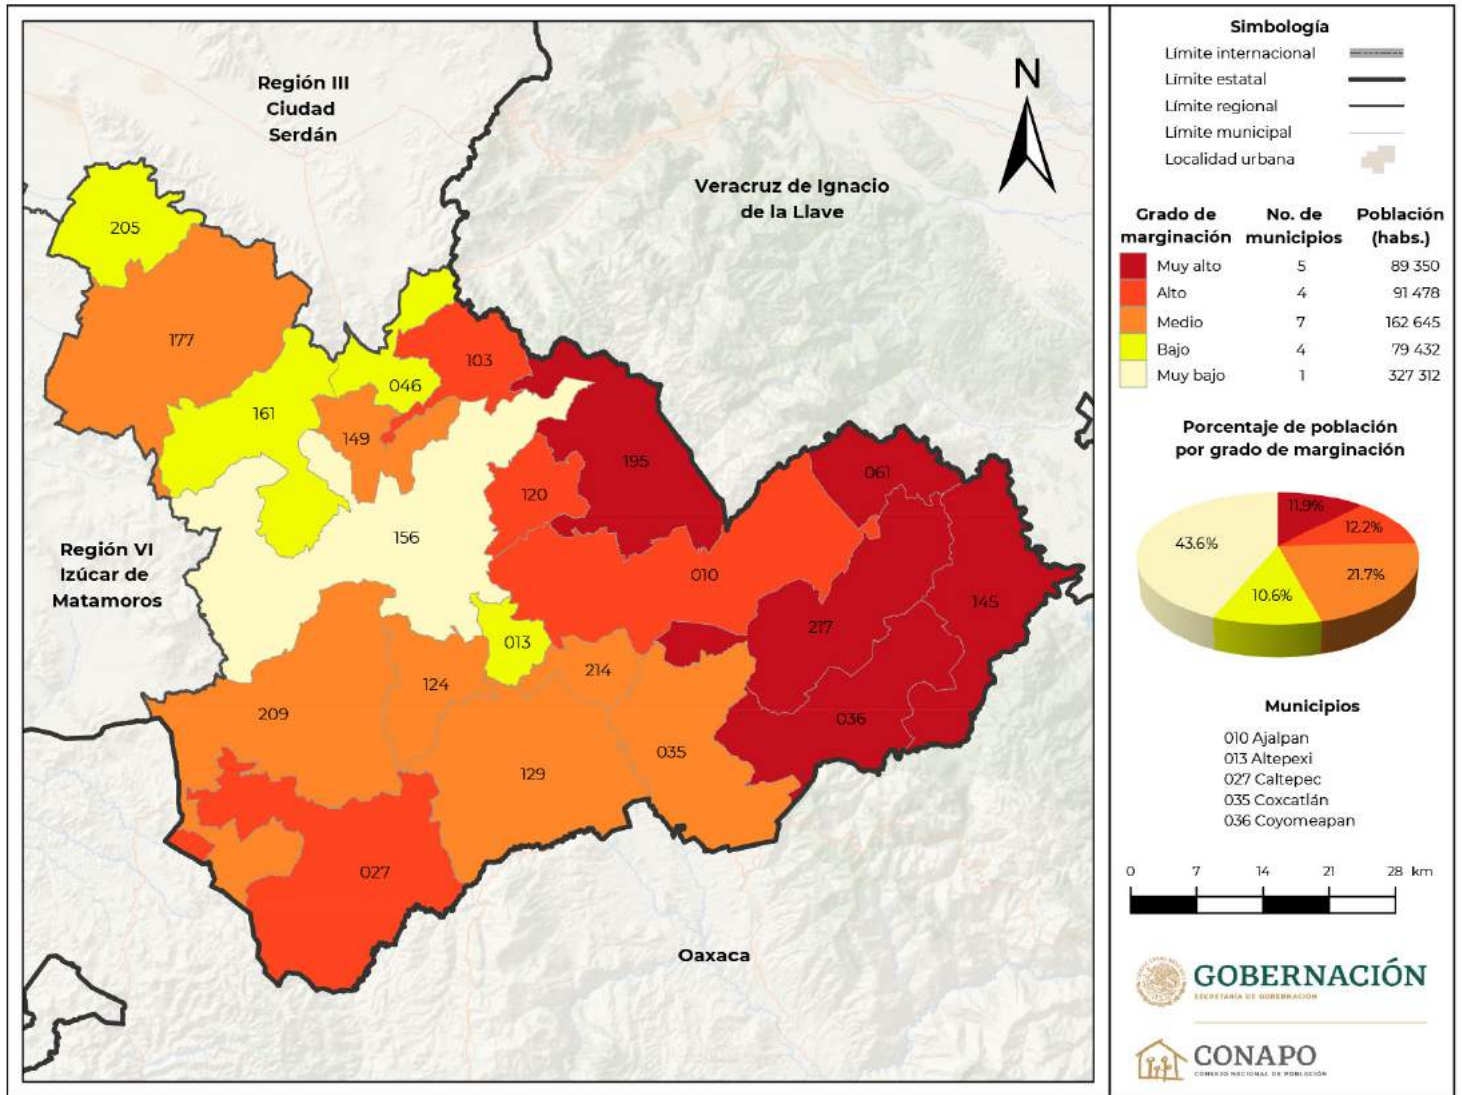 Región III
Ciudad
Serdán
N
Veracruz de Ignacio
de la Llave
205
177
103
046
161
149
195
061
120
156
Región VI
Izúcar de
Matamoros
010
145
217
013
214
124
209
036
035
129
027
Oaxaca
Simbología
Límite internacional
Límite estatal
Límite regional
Límite municipal
Localidad urbana
Grado de marginación No. de municipios Población (habs.)
Muy alto 5 89 350
Alto 4 91 478
Medio 7 162 645
Bajo 4 79 432
Muy bajo 1 327 312
Porcentaje de población
por grado de marginación
11.9%
12.2%
43.6%
21.7%
10.6%
Municipios
010 Ajalpan
013 Altepexi
027 Caltepec
035 Coxcatlán
036 Coyomeapan
0 7 14 21 28 km
GOBERNACIÓN
SECRETARÍA DE GOBERNACIÓN
CONAPO
CONSEJO NACIONAL DE POBLACIÓN